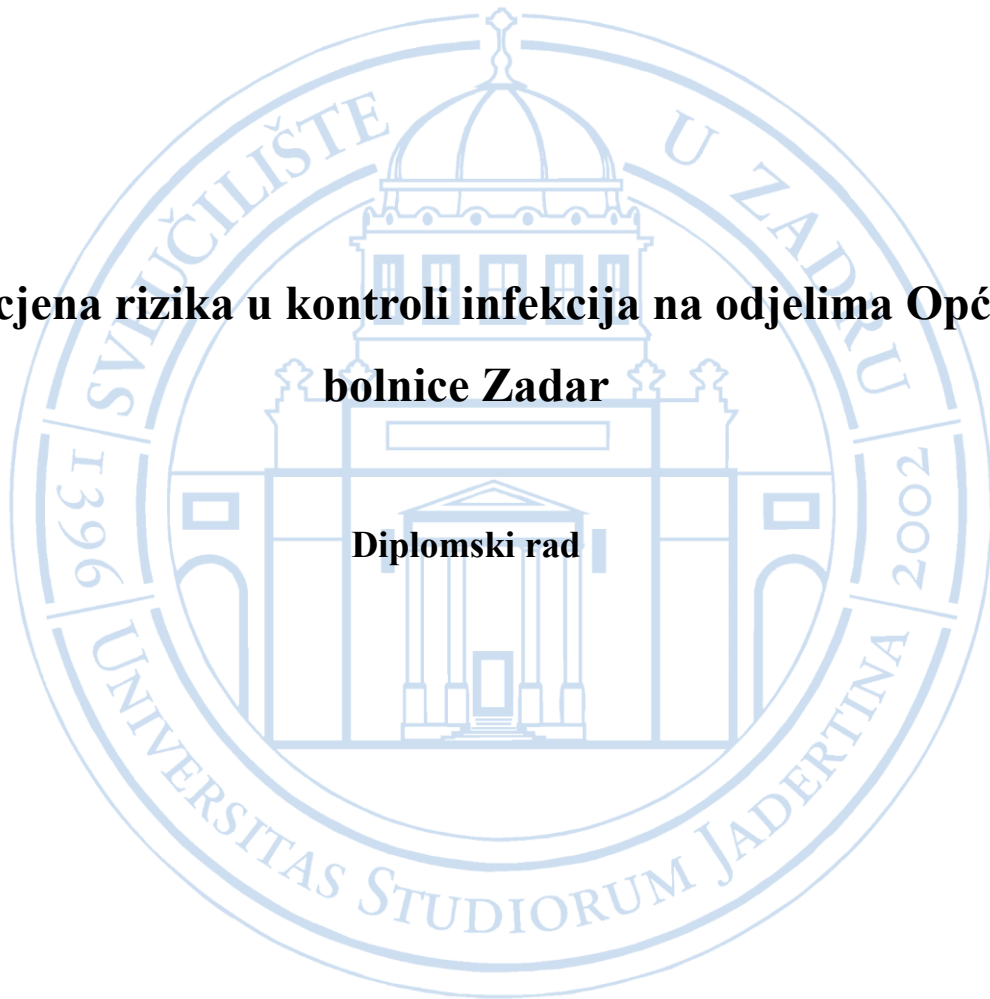 SVEUČILIŠTE U ZADRU
cjena rizika u kontroli infekcija na odjelima Opć
bolnice Zadar
Diplomski rad
1396
2002
UNIVERSITAS STUDIORUM JADERTINA